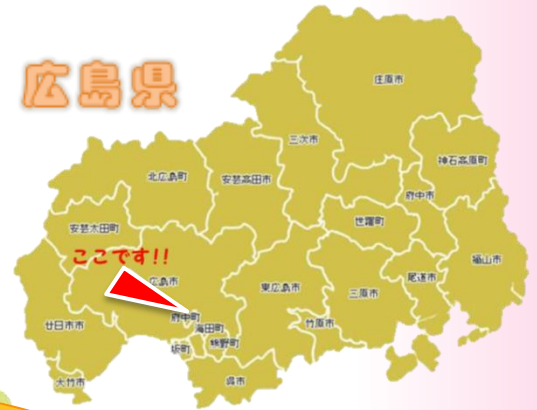 広島県
庄原市
三次市
神石高原町
北広島町
安芸高田市
府中市
世羅町
安芸太田町
ここです!!
広島市
福山市
尾道市
東広島市
三原市
府中町
廿日市市
海田町
竹原市
坂町
熊野町
大竹市
呉市